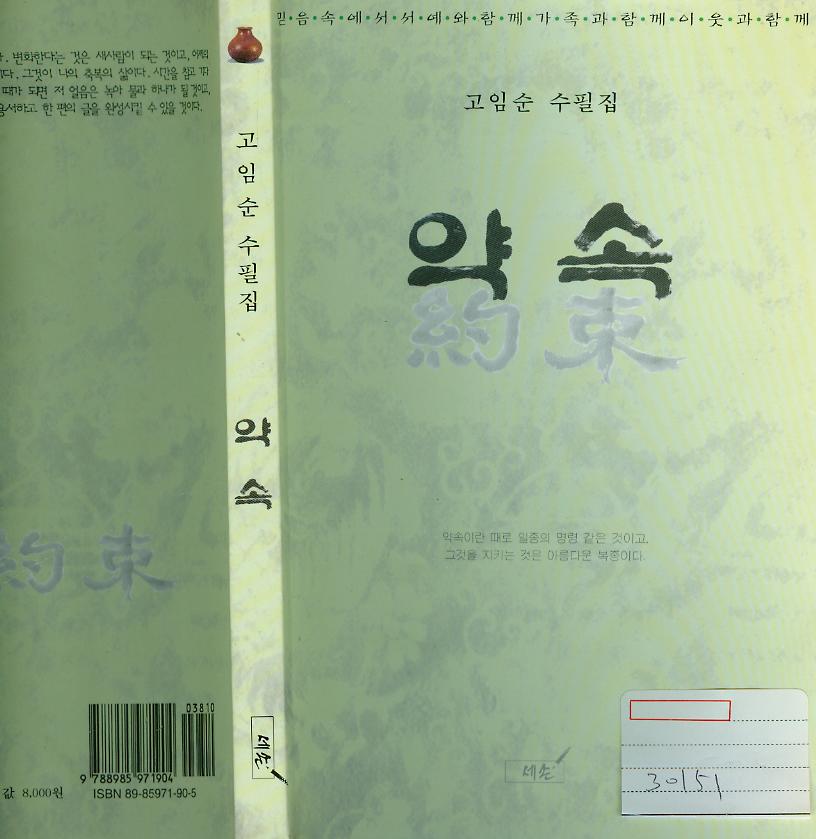 믿·음·속·에·서·서·예·와·함·께·가·족·과·함·께·이·웃·과·함·께
고임순 수필집
약속
約束
약속이란 때로 일종의 명령 같은 것이고,
그것을 지키는 것은 아름다운 복종이다.
세손
30151
고임순 수필집
약속
세손
변화한다는 것은 새사람이 되는 것이고,
그것이 나의 축복의 삶이다. 시간을 참고 기다
때가 되면 저 얼음은 녹아 물과 하나가 될 것이고,
용서하고 한 편의 글을 완성시킬 수 있을 것이다.
約束
03810
9 788985 971904
값 8,000원
ISBN 89-85971-90-5